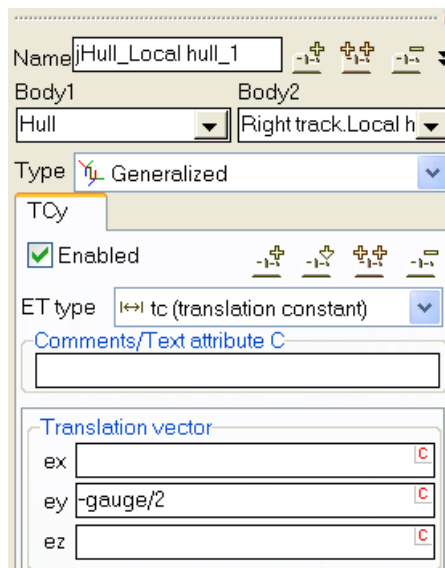 Name jHull_Local hull_1
Body1 Body2
Hull Right track.Local h
Type Generalized
TCy
Enabled
ET type tc (translation constant)
Comments/Text attribute C
Translation vector
ex C
ey -gauge/2 C
ez C